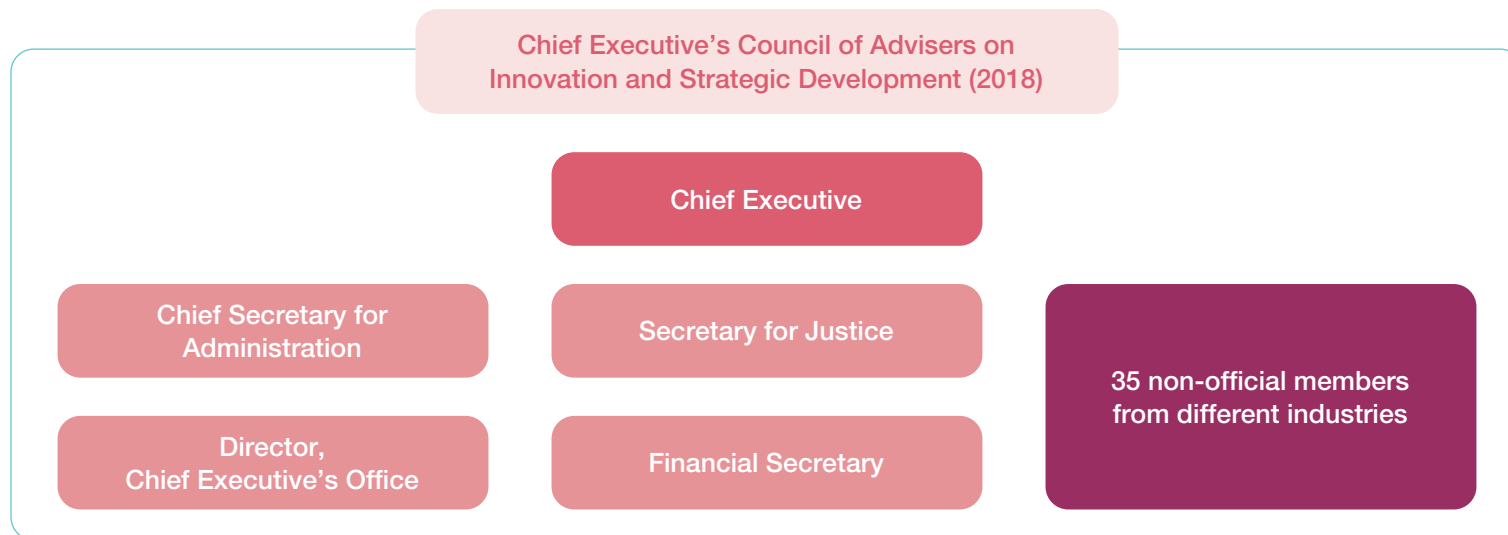 Chief Executive’s Council of Advisers on
Innovation and Strategic Development (2018)
Chief Executive
Chief Secretary for
Administration
Secretary for Justice
35 non-official members
from different industries
Director,
Chief Executive’s Office
Financial Secretary